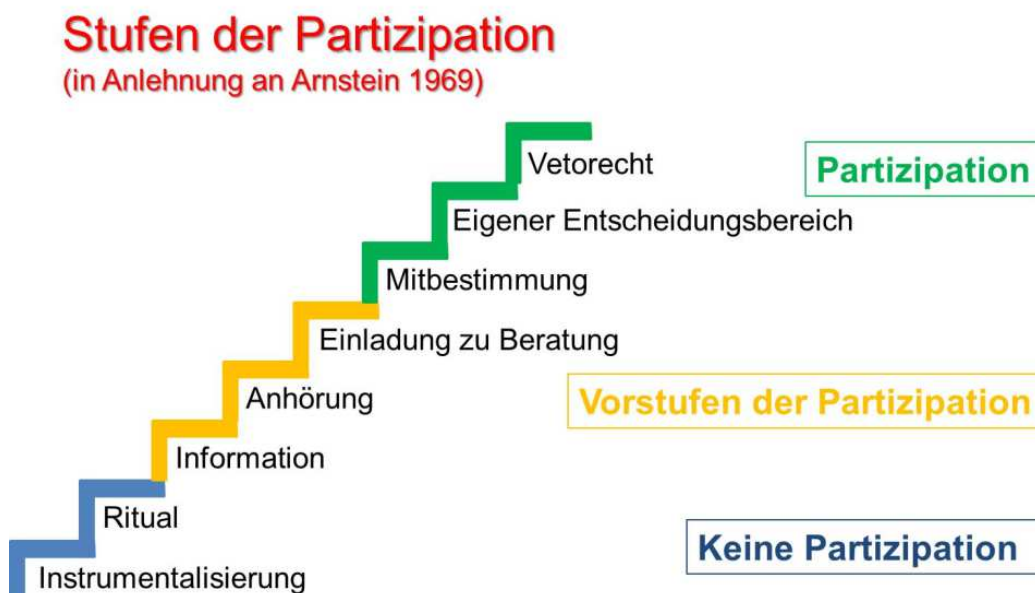 Stufen der Partizipation
(in Anlehnung an Arnstein 1969)
Vetorecht
Partizipation
Eigener Entscheidungsbereich
Mitbestimmung
Einladung zu Beratung
Anhörung
Vorstufen der Partizipation
Information
Ritual
Keine Partizipation
Instrumentalisierung